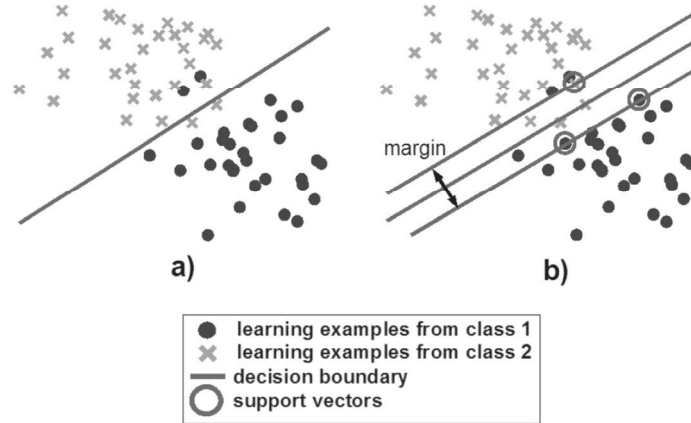 margin
a)
b)
learning examples from class 1
learning examples from class 2
decision boundary
support vectors